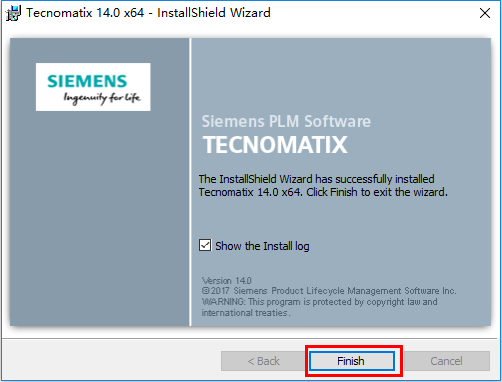 Tecnomatix 14.0 x64 - InstallShield Wizard
SIEMENS
Ingenuity for life
Siemens PLM Software
TECNOMATIX
The InstallShield Wizard has successfully installed
Tecnomatix 14.0 x64. Click Finish to exit the wizard.
Show the Install log
Version 14.0
©2017 Siemens Product Lifecycle Management Software Inc.
WARNING: This program is protected by copyright law and
international treaties.
< Back
Finish
Cancel